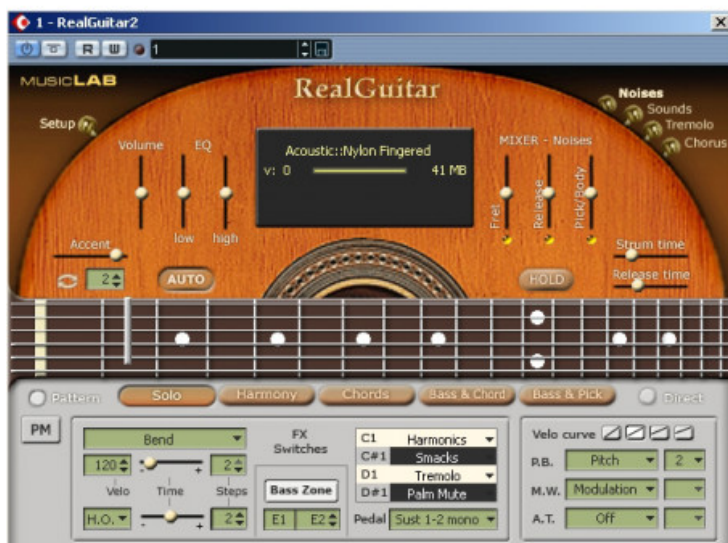 1 - RealGuitar2
R W 1
MUSICLAB
RealGuitar
Noises
Sounds
Tremolo
Chorus
Setup
Volume EQ
Acoustic::Nylon Fingered
v: 0 41 MB
MIXER - Noises
Fret
Release
Pick/Body
low high
Accent
2
AUTO
HOLD
Strum time
Release time
Pattern Solo Harmony Chords Bass & Chord Bass & Pick Direct
PM
Bend
120 - + 2
Velo Time Steps
H.O. - + 2
FX
Switches
Bass Zone
E1 E2
C1 Harmonics
C#1 Smacks
D1 Tremolo
D#1 Palm Mute
Pedal Sust 1-2 mono
Velo curve
P.B. Pitch 2
M.W. Modulation
A.T. Off